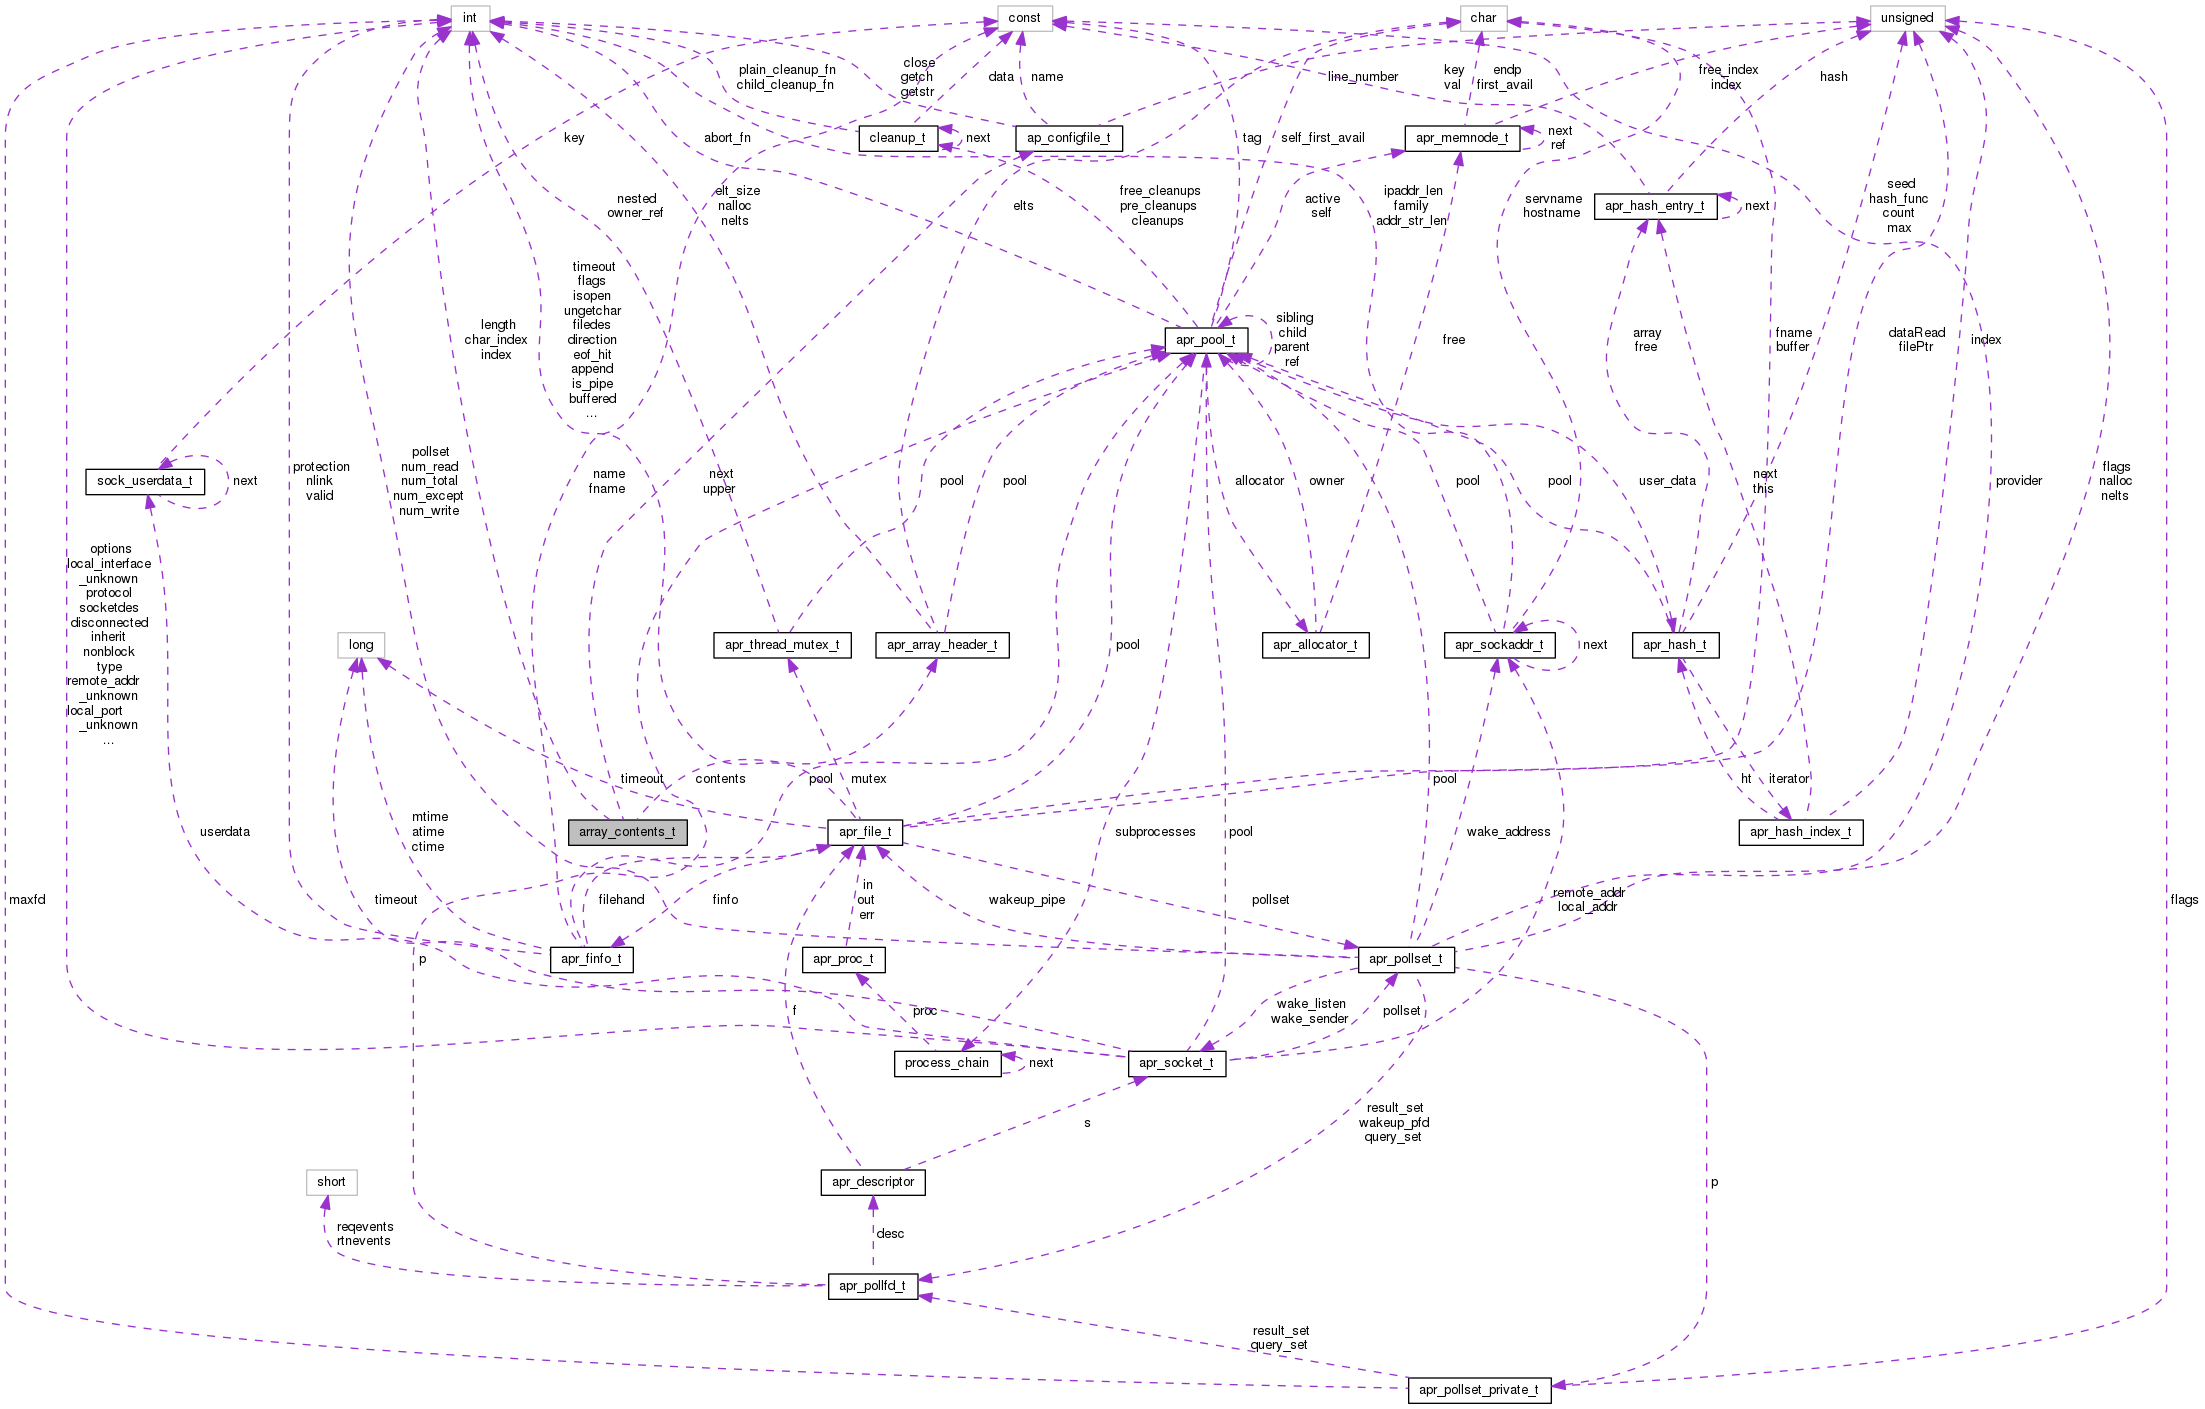 int
const
char
unsigned
plain_cleanup_fn
child_cleanup_fn
close
getch
getstr
data
name
line_number
key
val
endp
first_avail
free_index
index
hash
key
abort_fn
cleanup_t
next
ap_configfile_t
tag
self_first_avail
apr_memnode_t
next
ref
nested
owner_ref
elt_size
nalloc
nelts
elts
free_cleanups
pre_cleanups
cleanups
active
self
ipaddr_len
family
addr_str_len
servname
hostname
apr_hash_entry_t
next
seed
hash_func
count
max
length
char_index
index
timeout
flags
isopen
ungetchar
filedes
direction
eof_hit
append
is_pipe
buffered
...
apr_pool_t
sibling
child
parent
ref
free
array
free
fname
buffer
dataRead
filePtr
index
sock_userdata_t
next
protection
nlink
valid
pollset
num_read
num_total
num_except
num_write
name
fname
next
upper
pool
pool
allocator
owner
pool
pool
user_data
next
this
provider
flags
nalloc
nelts
options
local_interface
_unknown
protocol
socketdes
disconnected
inherit
nonblock
type
remote_addr
_unknown
local_port
_unknown
...
long
apr_thread_mutex_t
apr_array_header_t
pool
apr_allocator_t
apr_sockaddr_t
next
apr_hash_t
timeout
contents
pool
mutex
pool
ht
iterator
userdata
mtime
atime
ctime
array_contents_t
apr_file_t
subprocesses
pool
wake_address
apr_hash_index_t
maxfd
timeout
filehand
finfo
in
out
err
wakeup_pipe
pollset
remote_addr
local_addr
flags
p
apr_finfo_t
apr_proc_t
apr_pollset_t
f
proc
wake_listen
wake_sender
pollset
process_chain
next
apr_socket_t
s
result_set
wakeup_pfd
query_set
short
apr_descriptor
p
reqevents
rtnevents
desc
apr_pollfd_t
result_set
query_set
apr_pollset_private_t